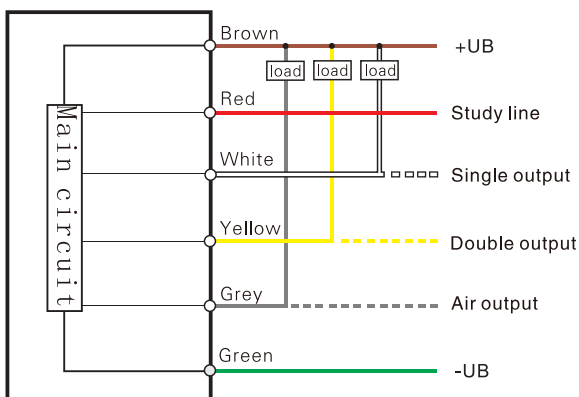 Brown
+UB
load load load
Red
Study line
Main circuit
White
Single output
Yellow
Double output
Grey
Air output
Green
-UB